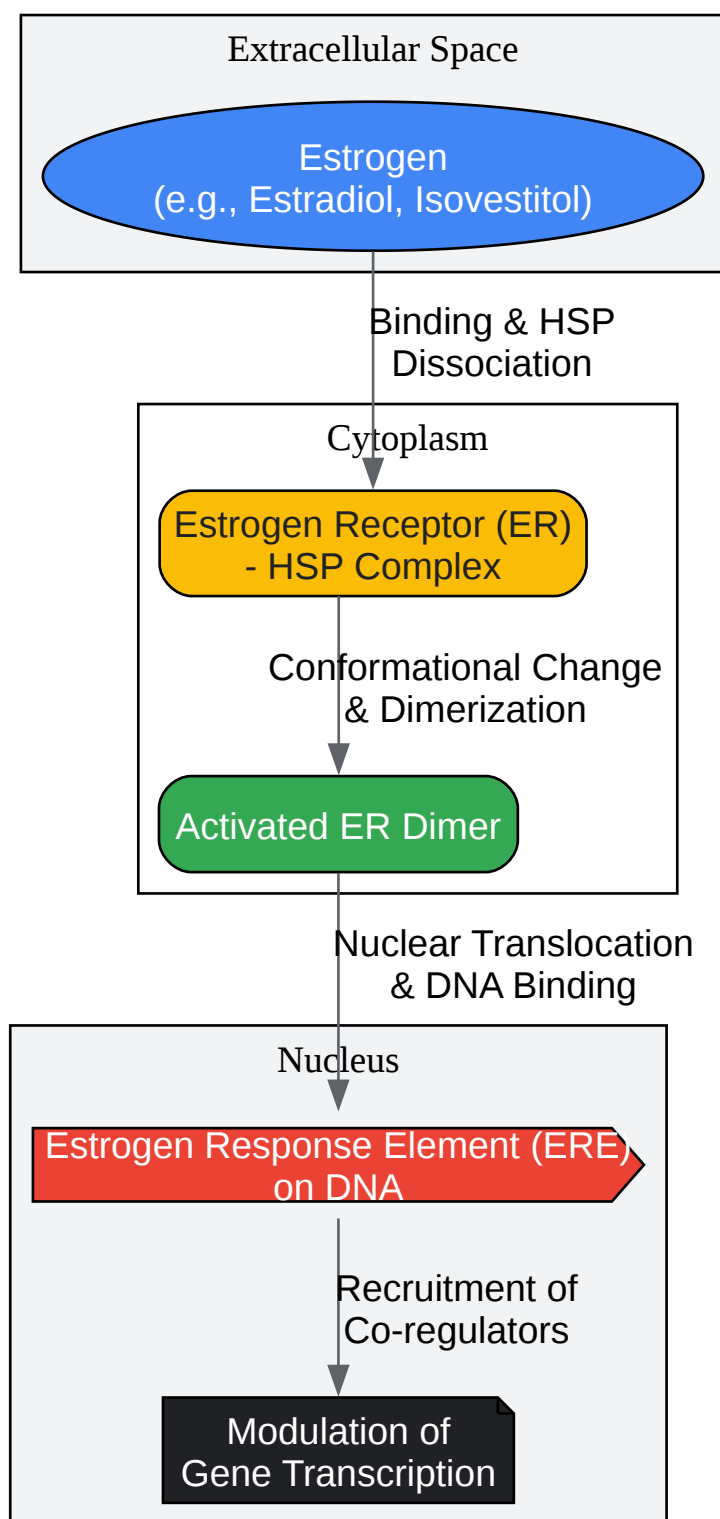 Extracellular Space
Estrogen
(e.g., Estradiol, Isovestitol)
Binding & HSP
Dissociation
Cytoplasm
Estrogen Receptor (ER)
- HSP Complex
Conformational Change
& Dimerization
Activated ER Dimer
Nuclear Translocation
& DNA Binding
Nucleus
Estrogen Response Element (ERE)
on DNA
Recruitment of
Co-regulators
Modulation of
Gene Transcription